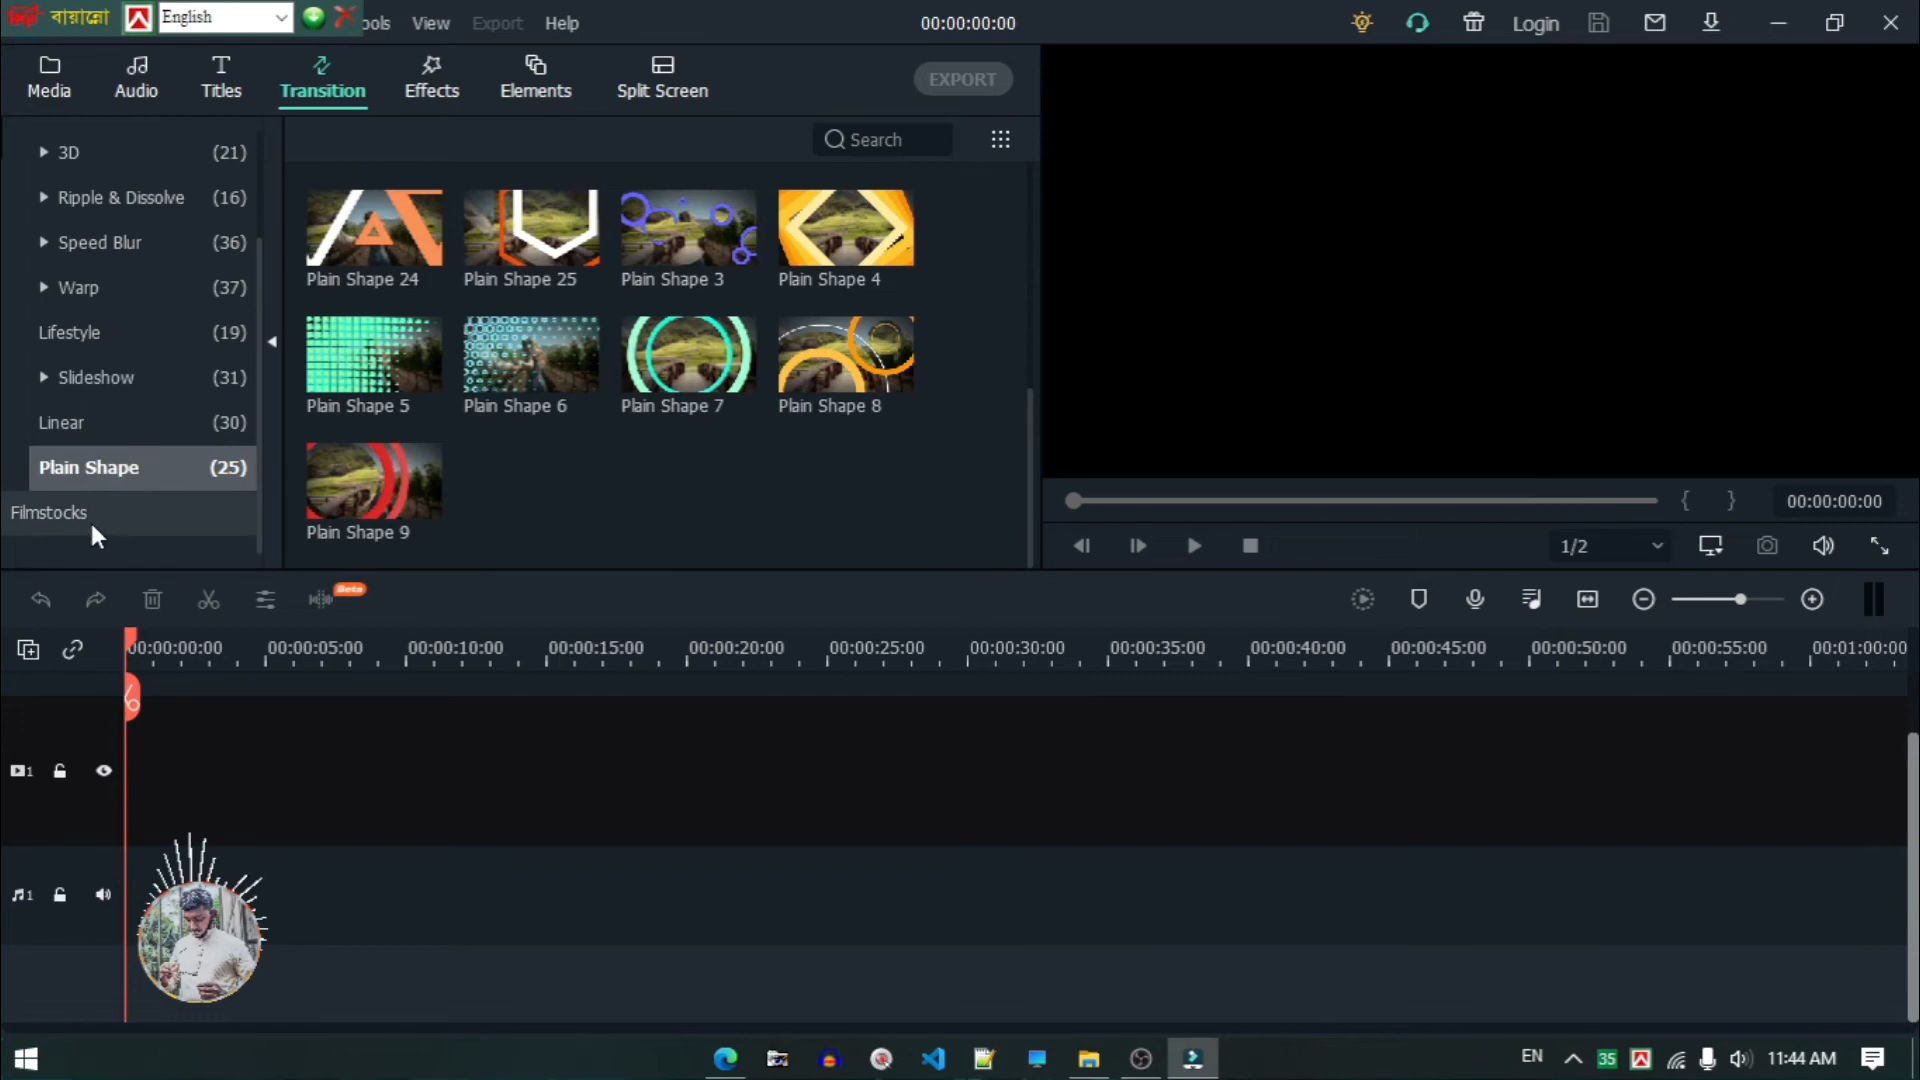 বায়ান্নো
English
ools
View
Export
Help
00:00:00:00
Login
Media
Audio
Titles
Transition
Effects
Elements
Split Screen
EXPORT
Search
3D (21)
Ripple & Dissolve (16)
Speed Blur (36)
Warp (37)
Lifestyle (19)
Slideshow (31)
Linear (30)
Plain Shape (25)
Filmstocks
Plain Shape 24
Plain Shape 25
Plain Shape 3
Plain Shape 4
Plain Shape 5
Plain Shape 6
Plain Shape 7
Plain Shape 8
Plain Shape 9
{ }
00:00:00:00
1/2
Beta
00:00:00:00
00:00:05:00
00:00:10:00
00:00:15:00
00:00:20:00
00:00:25:00
00:00:30:00
00:00:35:00
00:00:40:00
00:00:45:00
00:00:50:00
00:00:55:00
00:01:00:00
1
1
EN
35
11:44 AM